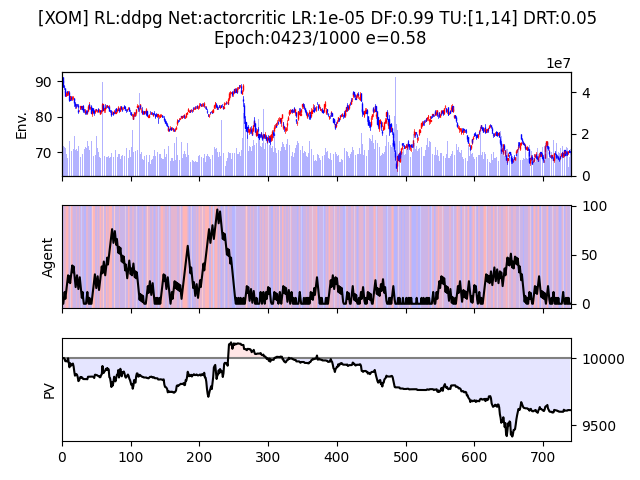 [XOM] RL:ddpg Net:actorcritic LR:1e-05 DF:0.99 TU:[1,14] DRT:0.05
Epoch:0423/1000 e=0.58
1e7
Env.
90
80
70
4
2
0
Agent
100
50
0
PV
10000
9500
0 100 200 300 400 500 600 700